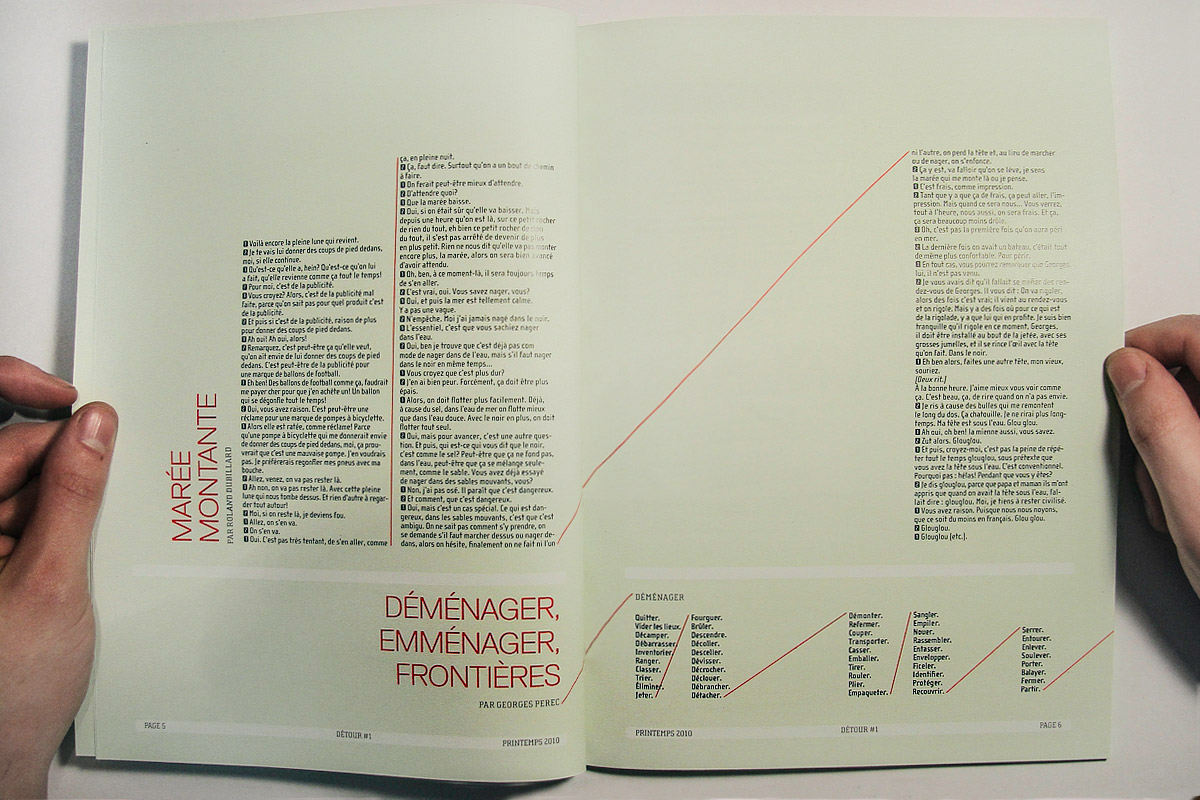 MARÉE
MONTANTE
PAR ROLAND DUBILLARD
1 Voilà encore la pleine lune qui revient.
2 Je te vais lui donner des coups de pied dedans,
moi, si elle continue.
1 Qu'est-ce qu'elle a, hein? Qu'est-ce qu'on lui
a fait, qu'elle revienne comme ça tout le temps!
2 Pour moi, c'est de la publicité.
1 Vous croyez? Alors, c'est de la publicité mal
faite, parce qu'on sait pas pour quel produit c'est
de la publicité.
2 Et puis si c'est de la publicité, raison de plus
pour donner des coups de pied dedans.
1 Ah oui! Ah oui, alors!
2 Remarquez, c'est peut-être ça qu'elle veut,
qu'on ait envie de lui donner des coups de pied
dedans. C'est peut-être de la publicité pour
une marque de ballons de football.
1 Eh ben! Des ballons de football comme ça, faudrait
me payer cher pour que j'en achète un! Un ballon
qui se dégonfle tout le temps!
2 Oui, vous avez raison. C'est peut-être une
réclame pour une marque de pompes à bicyclette.
1 Alors elle est ratée, comme réclame! Parce
qu'une pompe à bicyclette qui me donnerait envie
de donner des coups de pied dedans, moi, ça prou-
verait que c'est une mauvaise pompe. J'en voudrais
pas. Je préférerais regonfler mes pneus avec ma
bouche.
2 Allez, venez, on va pas rester là.
1 Ah non, on va pas rester là. Avec cette pleine
lune qui nous tombe dessus. Et rien d'autre à regar-
der tout autour!
2 Moi, si on reste là, je deviens fou.
1 Allez, on s'en va.
2 On s'en va.
1 Oui. C'est pas très tentant, de s'en aller, comme
ça, en pleine nuit.
2 Ça, faut dire. Surtout qu'on a un bout de chemin
à faire.
1 On ferait peut-être mieux d'attendre.
2 D'attendre quoi?
1 Que la marée baisse.
2 Oui, si on était sûr qu'elle va baisser. Mais
depuis une heure qu'on est là, sur ce petit rocher
de rien du tout, eh bien ce petit rocher de rien
du tout, il s'est pas arrêté de devenir de plus
en plus petit. Rien ne nous dit qu'elle va pas monter
encore plus, la marée, alors on sera bien avancé
d'avoir attendu.
1 Oh, ben, à ce moment-là, il sera toujours temps
de s'en aller.
2 C'est vrai, oui. Vous savez nager, vous?
1 Oui, et puis la mer est tellement calme.
Y a pas une vague.
2 N'empêche. Moi j'ai jamais nagé dans le noir.
1 L'essentiel, c'est que vous sachiez nager
dans l'eau.
2 Oui, ben je trouve que c'est déjà pas com
mode de nager dans de l'eau, mais s'il faut nager
dans le noir en même temps...
1 Vous croyez que c'est plus dur?
2 J'en ai bien peur. Forcément, ça doit être plus
épais.
1 Alors, on doit flotter plus facilement. Déjà,
à cause du sel, dans l'eau de mer on flotte mieux
que dans l'eau douce. Avec le noir en plus, on doit
flotter tout seul.
2 Oui, mais pour avancer, c'est une autre ques-
tion. Et puis, qui est-ce qui vous dit que le noir,
c'est comme le sel? Peut-être que ça ne fond pas,
dans l'eau, peut-être que ça se mélange seule-
ment, comme le sable. Vous avez déjà essayé
de nager dans des sables mouvants, vous?
1 Non, j'ai pas osé. Il paraît que c'est dangereux.
2 Et comment, que c'est dangereux.
1 Oui, mais c'est un cas spécial. Ce qui est dan-
gereux, dans les sables mouvants, c'est que c'est
ambigu. On ne sait pas comment s'y prendre, on
se demande s'il faut marcher dessus ou nager de-
dans, alors on hésite, finalement on ne fait ni l'un
ni l'autre, on perd la tête et, au lieu de marcher
ou de nager, on s'enfonce.
2 Ça y est, va falloir qu'on se lève, je sens
la marée qui me monte là ou je pense.
1 C'est frais, comme impression.
2 Tant que y a que ça de frais, ça peut aller, l'im-
pression. Mais quand ce sera nous... Vous verrez,
tout à l'heure, nous aussi, on sera frais. Et ça,
ça sera beaucoup moins drôle.
1 Oh, c'est pas la première fois qu'on aura péri
en mer.
2 La dernière fois on avait un bateau, c'était tout
de même plus confortable. Pour périr.
1 En tout cas, vous pourrez remarquer que Georges,
lui, il n'est pas venu.
2 Je vous avais dit qu'il fallait se méfier des ren-
dez-vous de Georges. Il vous dit : On va rigoler,
alors des fois c'est vrai; il vient au rendez-vous
et on rigole. Mais y a des fois où pour ce qui est
de la rigolade, y a que lui qui en profite. Je suis bien
tranquille qu'il rigole en ce moment, Georges,
il doit être installé au bout de la jetée, avec ses
grosses jumelles, et il se rince l'œil avec la tête
qu'on fait. Dans le noir.
1 Eh ben alors, faites une autre tête, mon vieux,
souriez.
(Deux rit.)
À la bonne heure. J'aime mieux vous voir comme
ça. C'est beau, ça, de rire quand on n'a pas envie.
2 Je ris à cause des bulles qui me remontent
le long du dos. Ça chatouille. Je ne rirai plus long-
temps. Ma tête est sous l'eau. Glou glou.
1 Ah oui, oh ben! la mienne aussi, vous savez.
2 Zut alors. Glouglou.
1 Et puis, croyez-moi, c'est pas la peine de répé-
ter tout le temps glouglou, sous prétexte que
vous avez la tête sous l'eau. C'est conventionnel.
Pourquoi pas : hélas! Pendant que vous y êtes?
2 Je dis glouglou, parce que papa et maman ils m'ont
appris que quand on avait la tête sous l'eau, fal-
lait dire : glouglou. Moi, je tiens à rester civilisé.
1 Vous avez raison. Puisque nous nous noyons,
que ce soit du moins en français. Glou glou.
2 Glouglou.
1 Glouglou (etc.).
DÉMÉNAGER,
EMMÉNAGER,
FRONTIÈRES
PAR GEORGES PEREC
DÉMÉNAGER
Quitter.
Vider les lieux.
Décamper.
Débarrasser.
Inventorier.
Ranger.
Classer.
Trier.
Éliminer.
Jeter.
Fourguer.
Brûler.
Descendre.
Décoller.
Desceller.
Dévisser.
Décrocher.
Déclouer.
Débrancher.
Détacher.
Démonter.
Refermer.
Couper.
Transporter.
Casser.
Emballer.
Tirer.
Rouler.
Plier.
Empaqueter.
Sangler.
Empiler.
Nouer.
Rassembler.
Entasser.
Envelopper.
Ficeler.
Identifier.
Protéger.
Recouvrir.
Serrer.
Entourer.
Enlever.
Soulever.
Porter.
Balayer.
Fermer.
Partir.
PAGE 5
DÉTOUR #1
PRINTEMPS 2010
PRINTEMPS 2010
DÉTOUR #1
PAGE 6